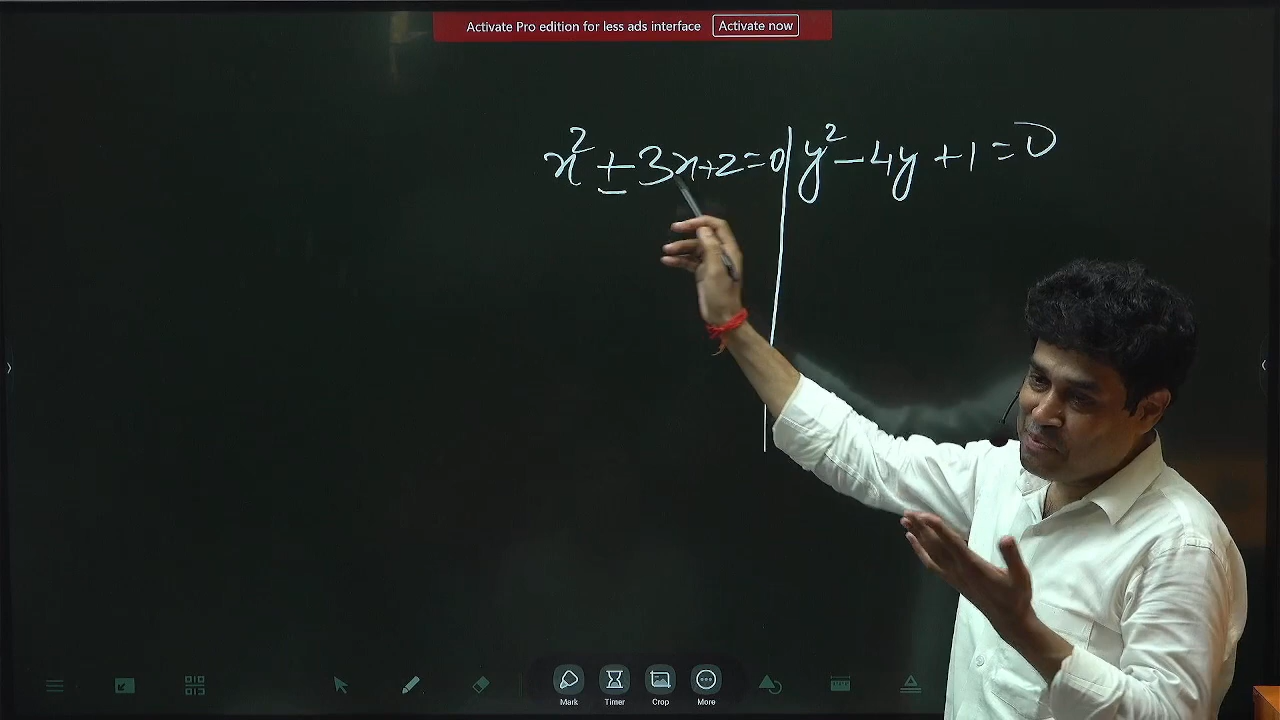 Activate Pro edition for less ads interface Activate now
x² ± 3x+2=0 | y² - 4y + 1 = 0
Mark Timer Crop More